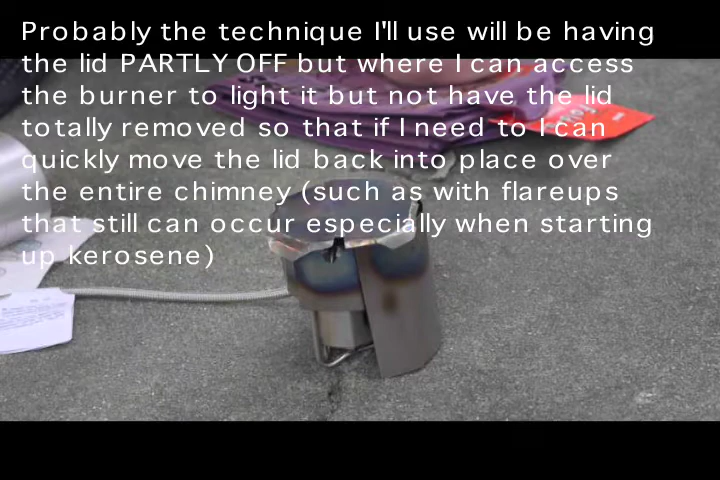 Probably the technique I'll use will be having
the lid PARTLY OFF but where I can access
the burner to light it but not have the lid
totally removed so that if I need to I can
quickly move the lid back into place over
the entire chimney (such as with flareups
that still can occur especially when starting
up kerosene)